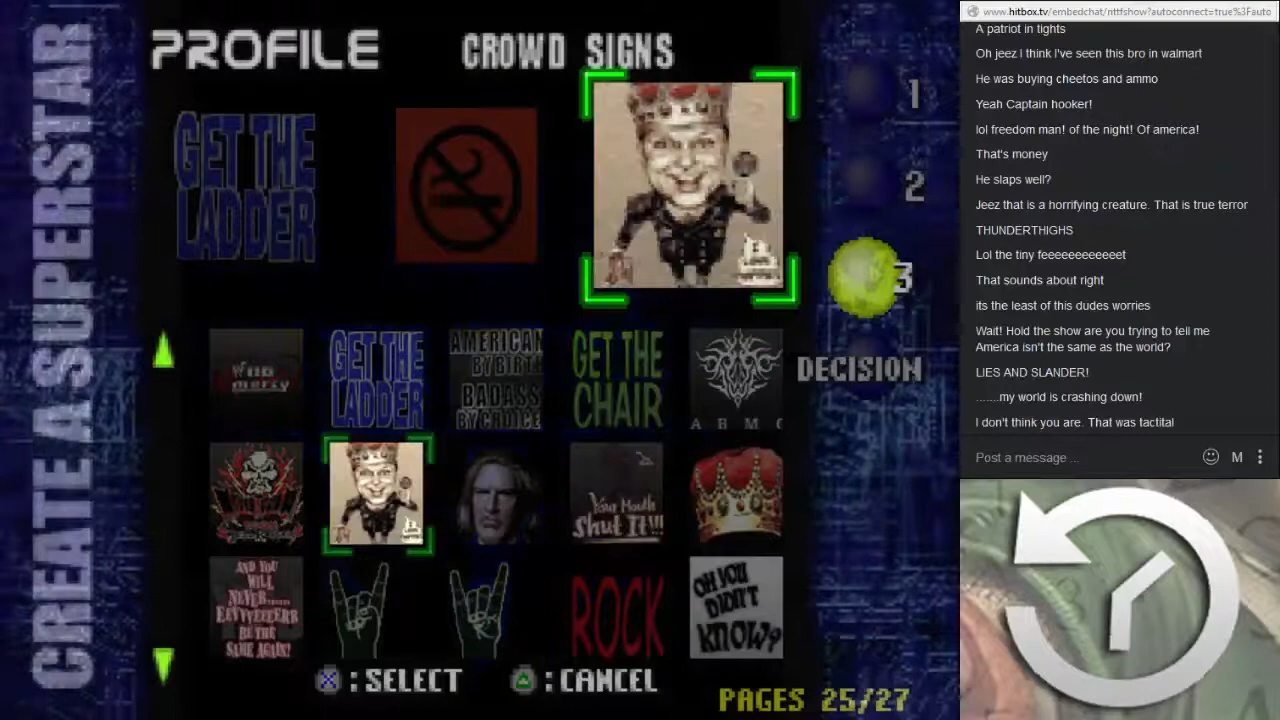 CREATE A SUPERSTAR
PROFILE
CROWD SIGNS
GET THE
LADDER
1
2
3
DECISION
GET THE
LADDER
AMERICAN
BY BIRTH
BADASS
BY CHOICE
GET THE
CHAIR
A B M C
Your Mouth
Shut It!!!
AND YOU
WILL
NEVER......
EEVVVEEERR
BE THE
SAME AGAIN!
ROCK
OH YOU
DIDN'T
KNOW?
:SELECT
:CANCEL
PAGES 25/27
www.hitbox.tv/embedchat/nttfshow?autoconnect=true%3Fauto
A patriot in tights
Oh jeez I think I've seen this bro in walmart
He was buying cheetos and ammo
Yeah Captain hooker!
lol freedom man! of the night! Of america!
That's money
He slaps well?
Jeez that is a horrifying creature. That is true terror
THUNDERTHIGHS
Lol the tiny feeeeeeeeeeeet
That sounds about right
its the least of this dudes worries
Wait! Hold the show are you trying to tell me
America isn't the same as the world?
LIES AND SLANDER!
.......my world is crashing down!
I don't think you are. That was tactital
Post a message ...
M